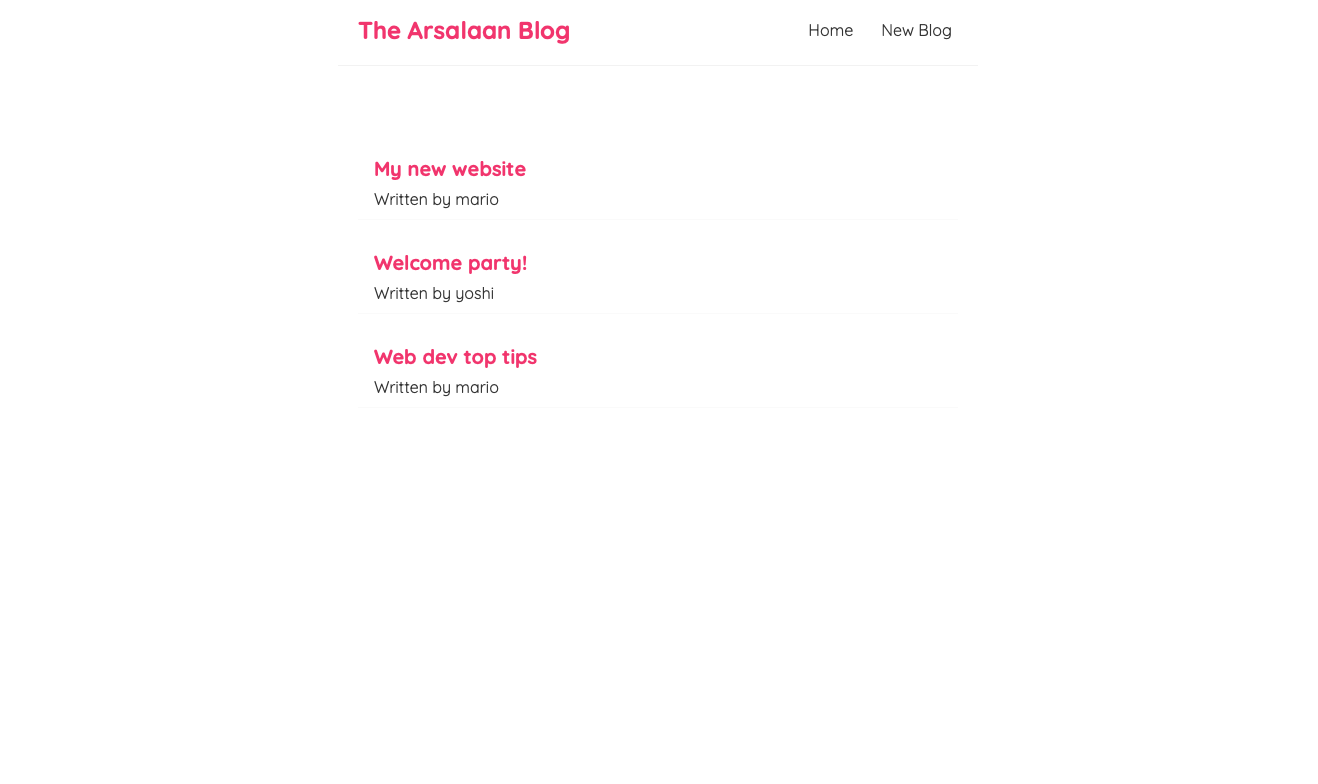 The Arsalaan Blog
Home New Blog
My new website
Written by mario
Welcome party!
Written by yoshi
Web dev top tips
Written by mario